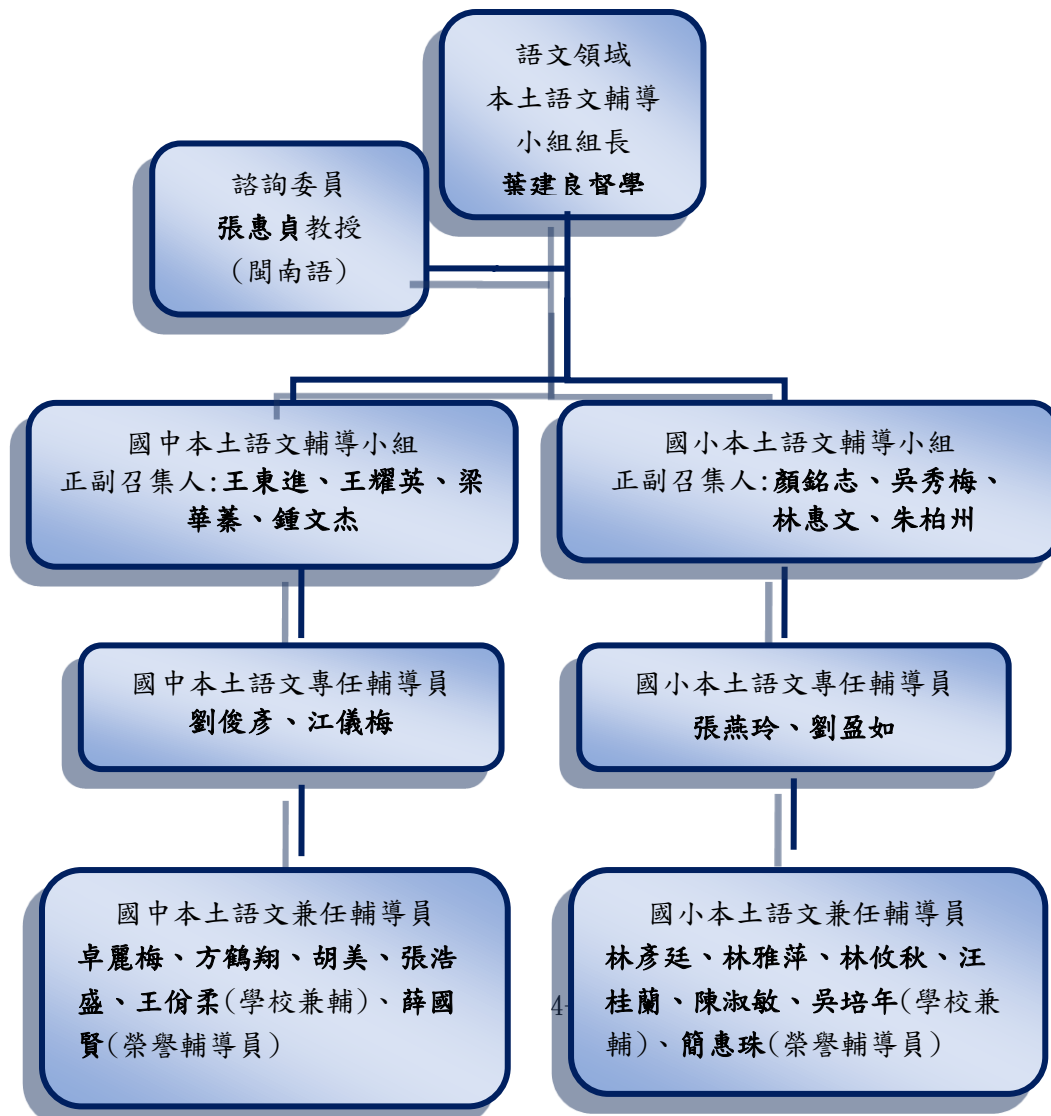 語文領域
本土語文輔導
小組組長
葉建良督學
諮詢委員
張惠貞教授
(閩南語)
國中本土語文輔導小組
正副召集人:王東進、王耀英、梁
華蓁、鍾文杰
國小本土語文輔導小組
正副召集人:顏銘志、吳秀梅、
林惠文、朱柏州
國中本土語文專任輔導員
劉俊彥、江儀梅
國小本土語文專任輔導員
張燕玲、劉盈如
國中本土語文兼任輔導員
卓麗梅、方鶴翔、胡美、張浩
盛、王佾柔(學校兼輔)、薛國
賢(榮譽輔導員)
4-
國小本土語文兼任輔導員
林彥廷、林雅萍、林攸秋、汪
桂蘭、陳淑敏、吳培年(學校兼
輔)、簡惠珠(榮譽輔導員)